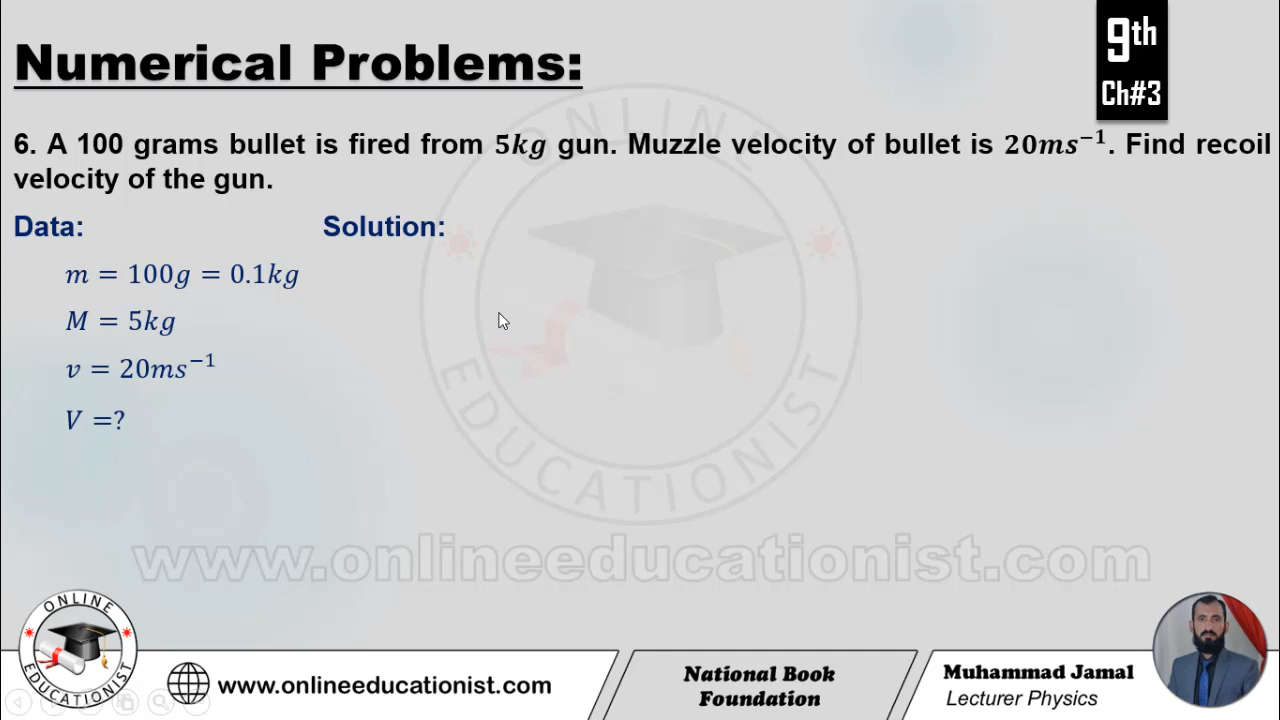 Numerical Problems:
9th
Ch#3
6. A 100 grams bullet is fired from 5kg gun. Muzzle velocity of bullet is 20ms⁻¹. Find recoil
velocity of the gun.
Data:
Solution:
m = 100g = 0.1kg
M = 5kg
v = 20ms⁻¹
V =?
ONLINE
EDUCATIONIST
www.onlineeducationist.com
ONLINE
EDUCATIONIST
www.onlineeducationist.com
National Book
Foundation
Muhammad Jamal
Lecturer Physics